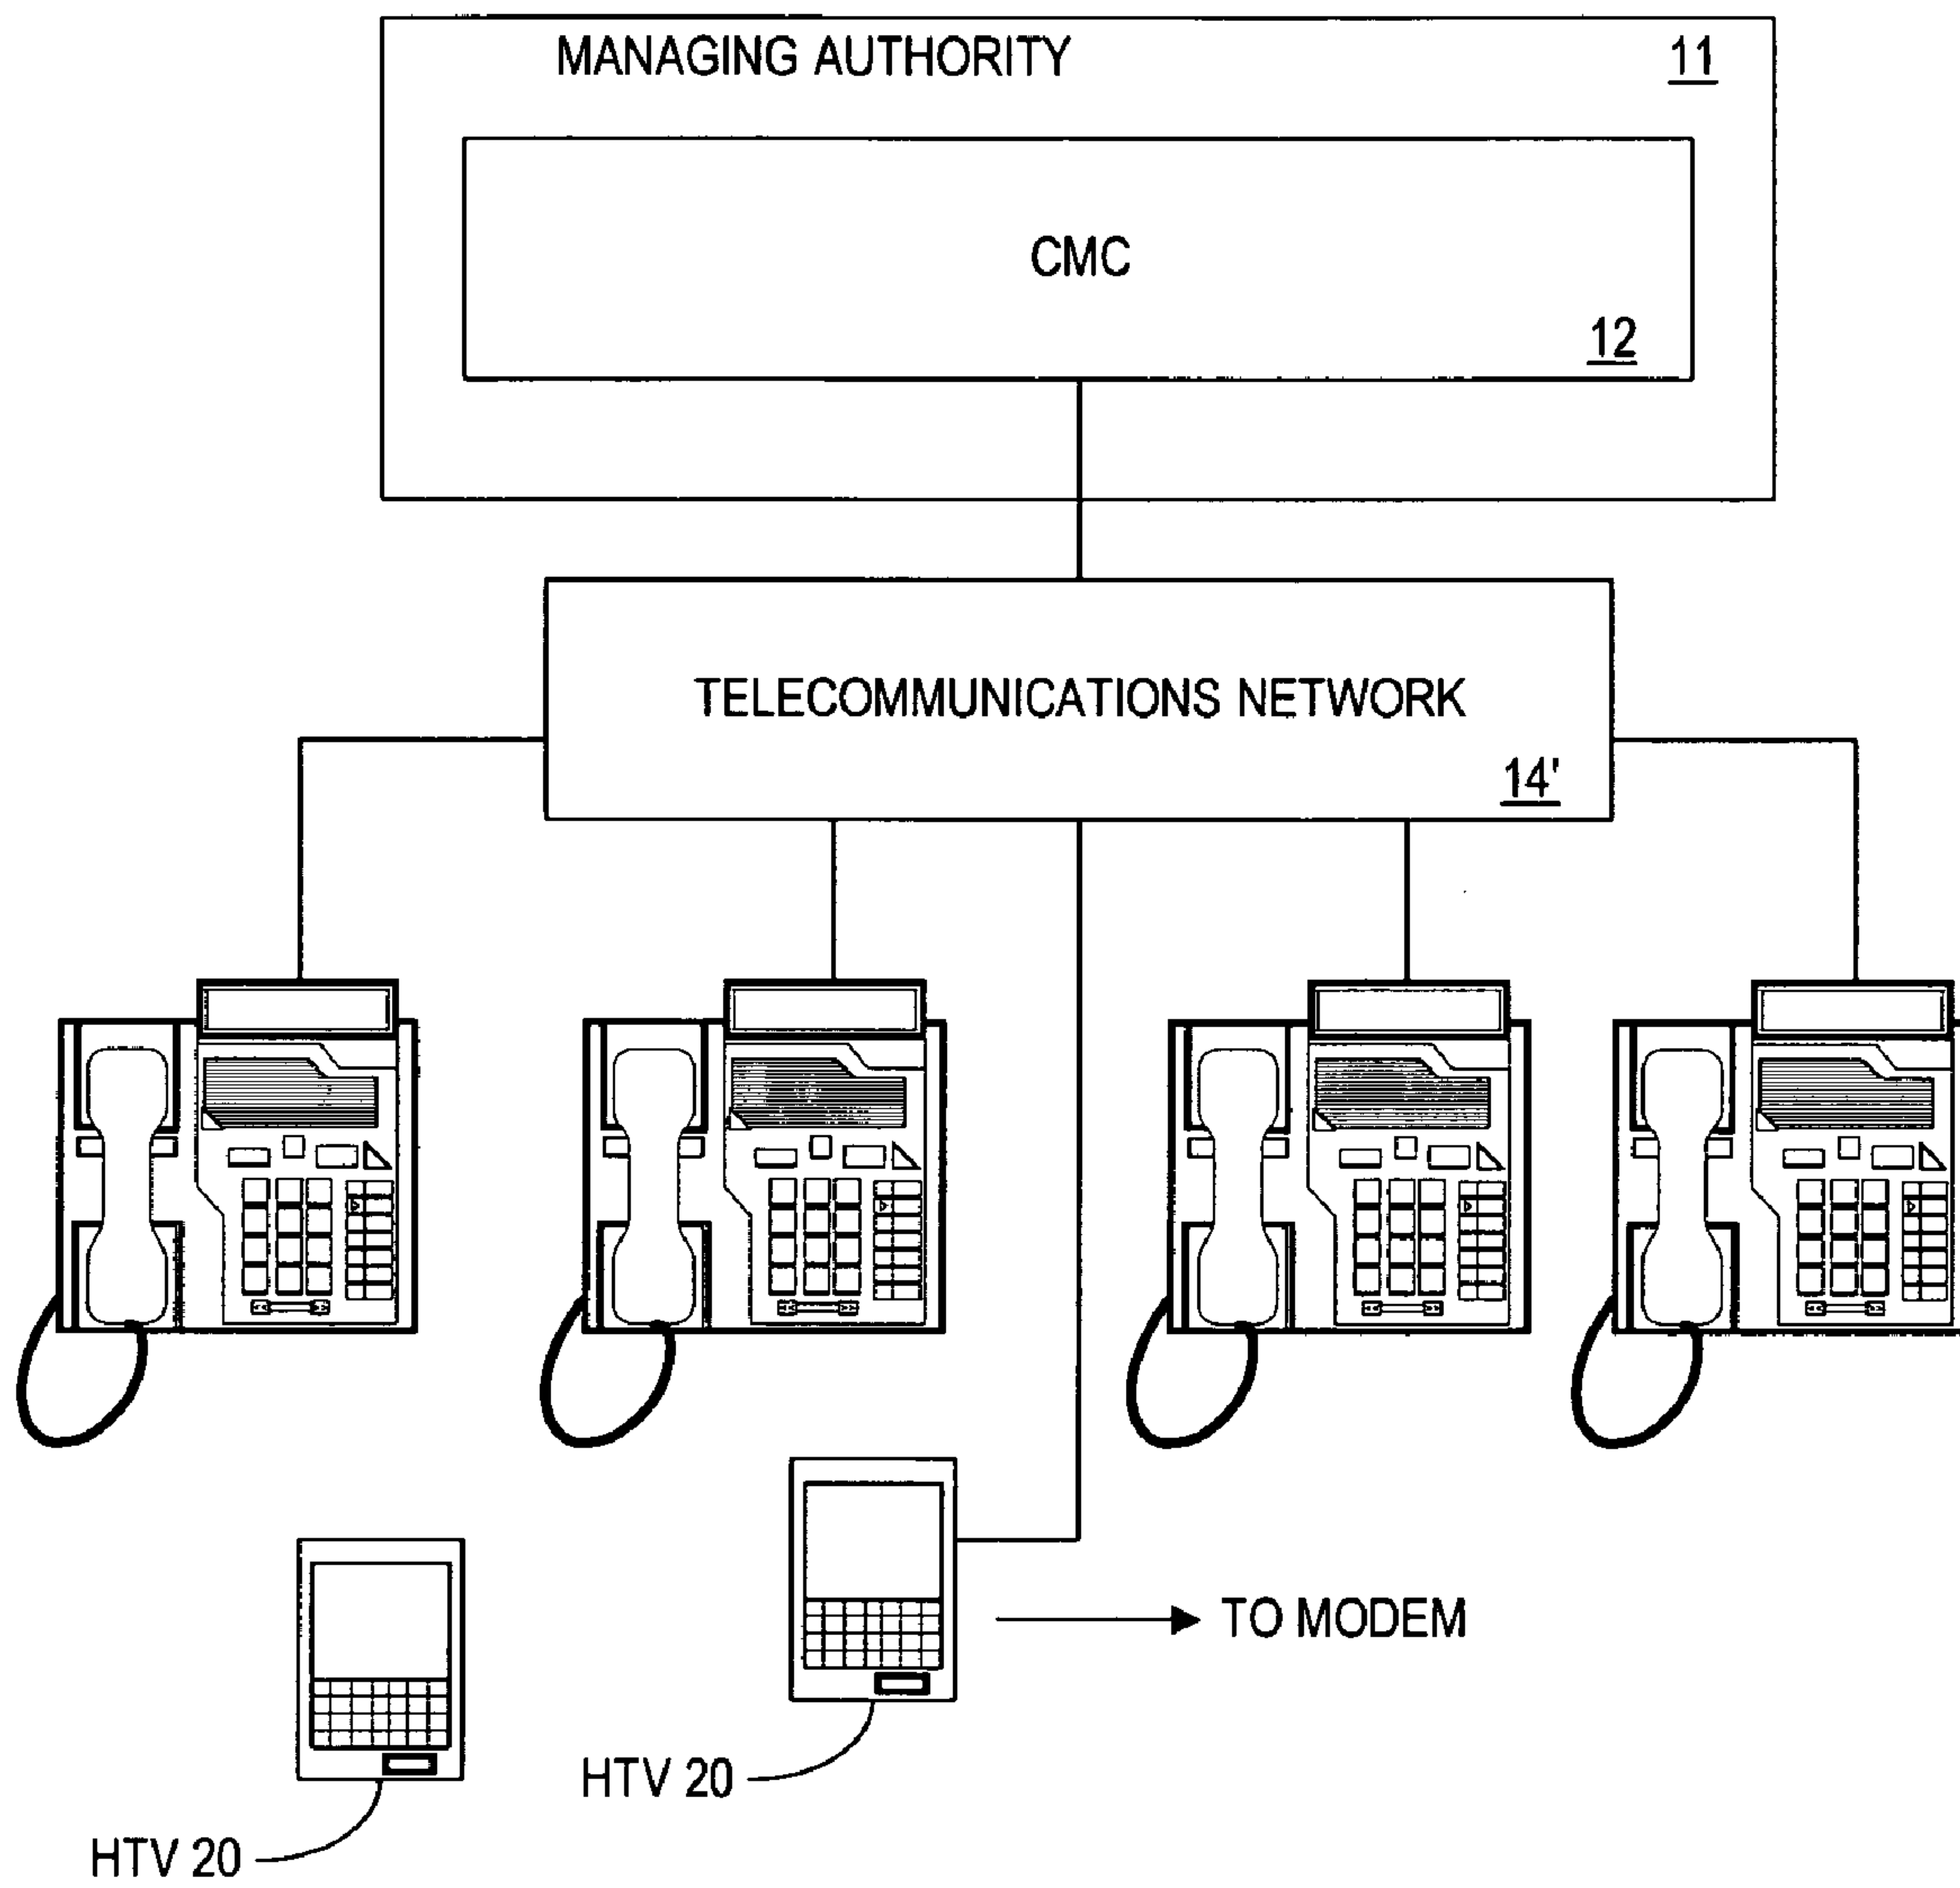 MANAGING AUTHORITY
11
CMC
12
TELECOMMUNICATIONS NETWORK
14'
TO MODEM
HTV 20
HTV 20